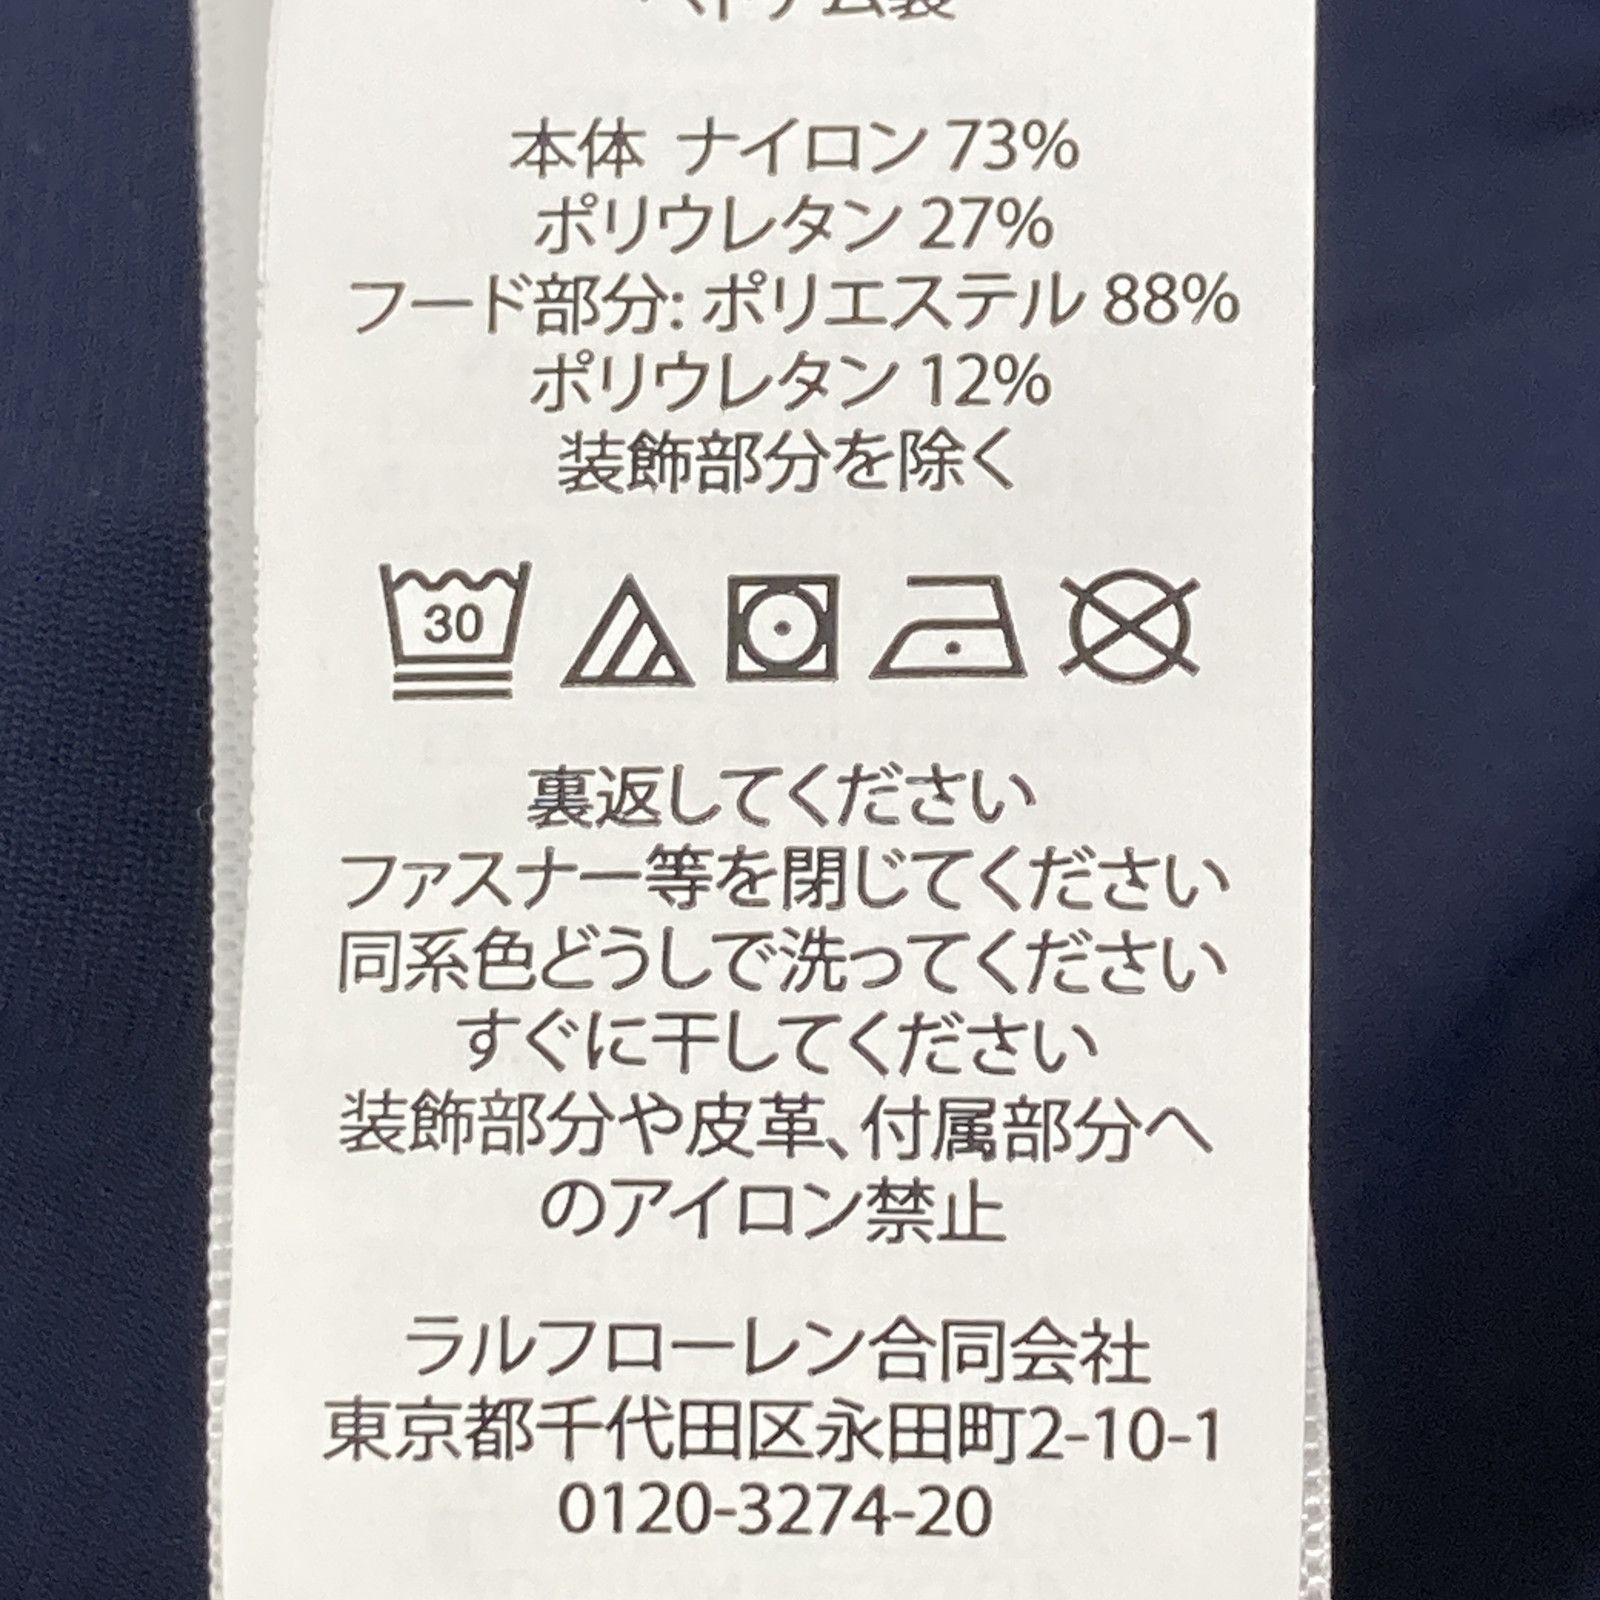 ベトナム製
本体 ナイロン 73%
ポリウレタン 27%
フード部分: ポリエステル 88%
ポリウレタン 12%
装飾部分を除く
30
裏返してください
ファスナー等を閉じてください
同系色どうしで洗ってください
すぐに干してください
装飾部分や皮革、付属部分へ
のアイロン禁止
ラルフローレン合同会社
東京都千代田区永田町2-10-1
0120-3274-20